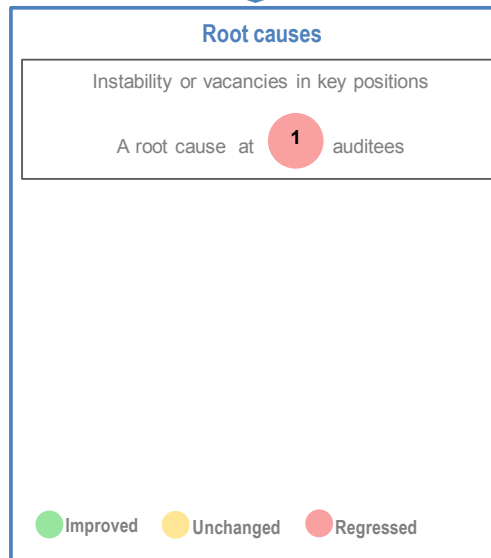 Root causes
Instability or vacancies in key positions
A root cause at 1 auditees
Improved Unchanged Regressed